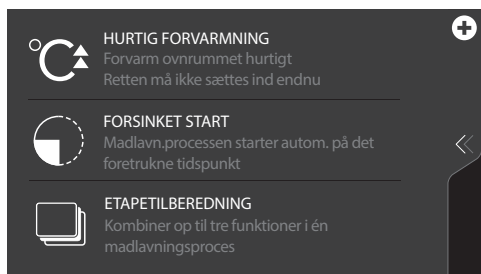 HURTIG FORVARMNING
Forvarm ovnrummet hurtigt
Retten må ikke sættes ind endnu
FORSINKET START
Madlavn.processen starter autom. på det
foretrukne tidspunkt
ETAPETILBEREDNING
Kombiner op til tre funktioner i én
madlavningsproces